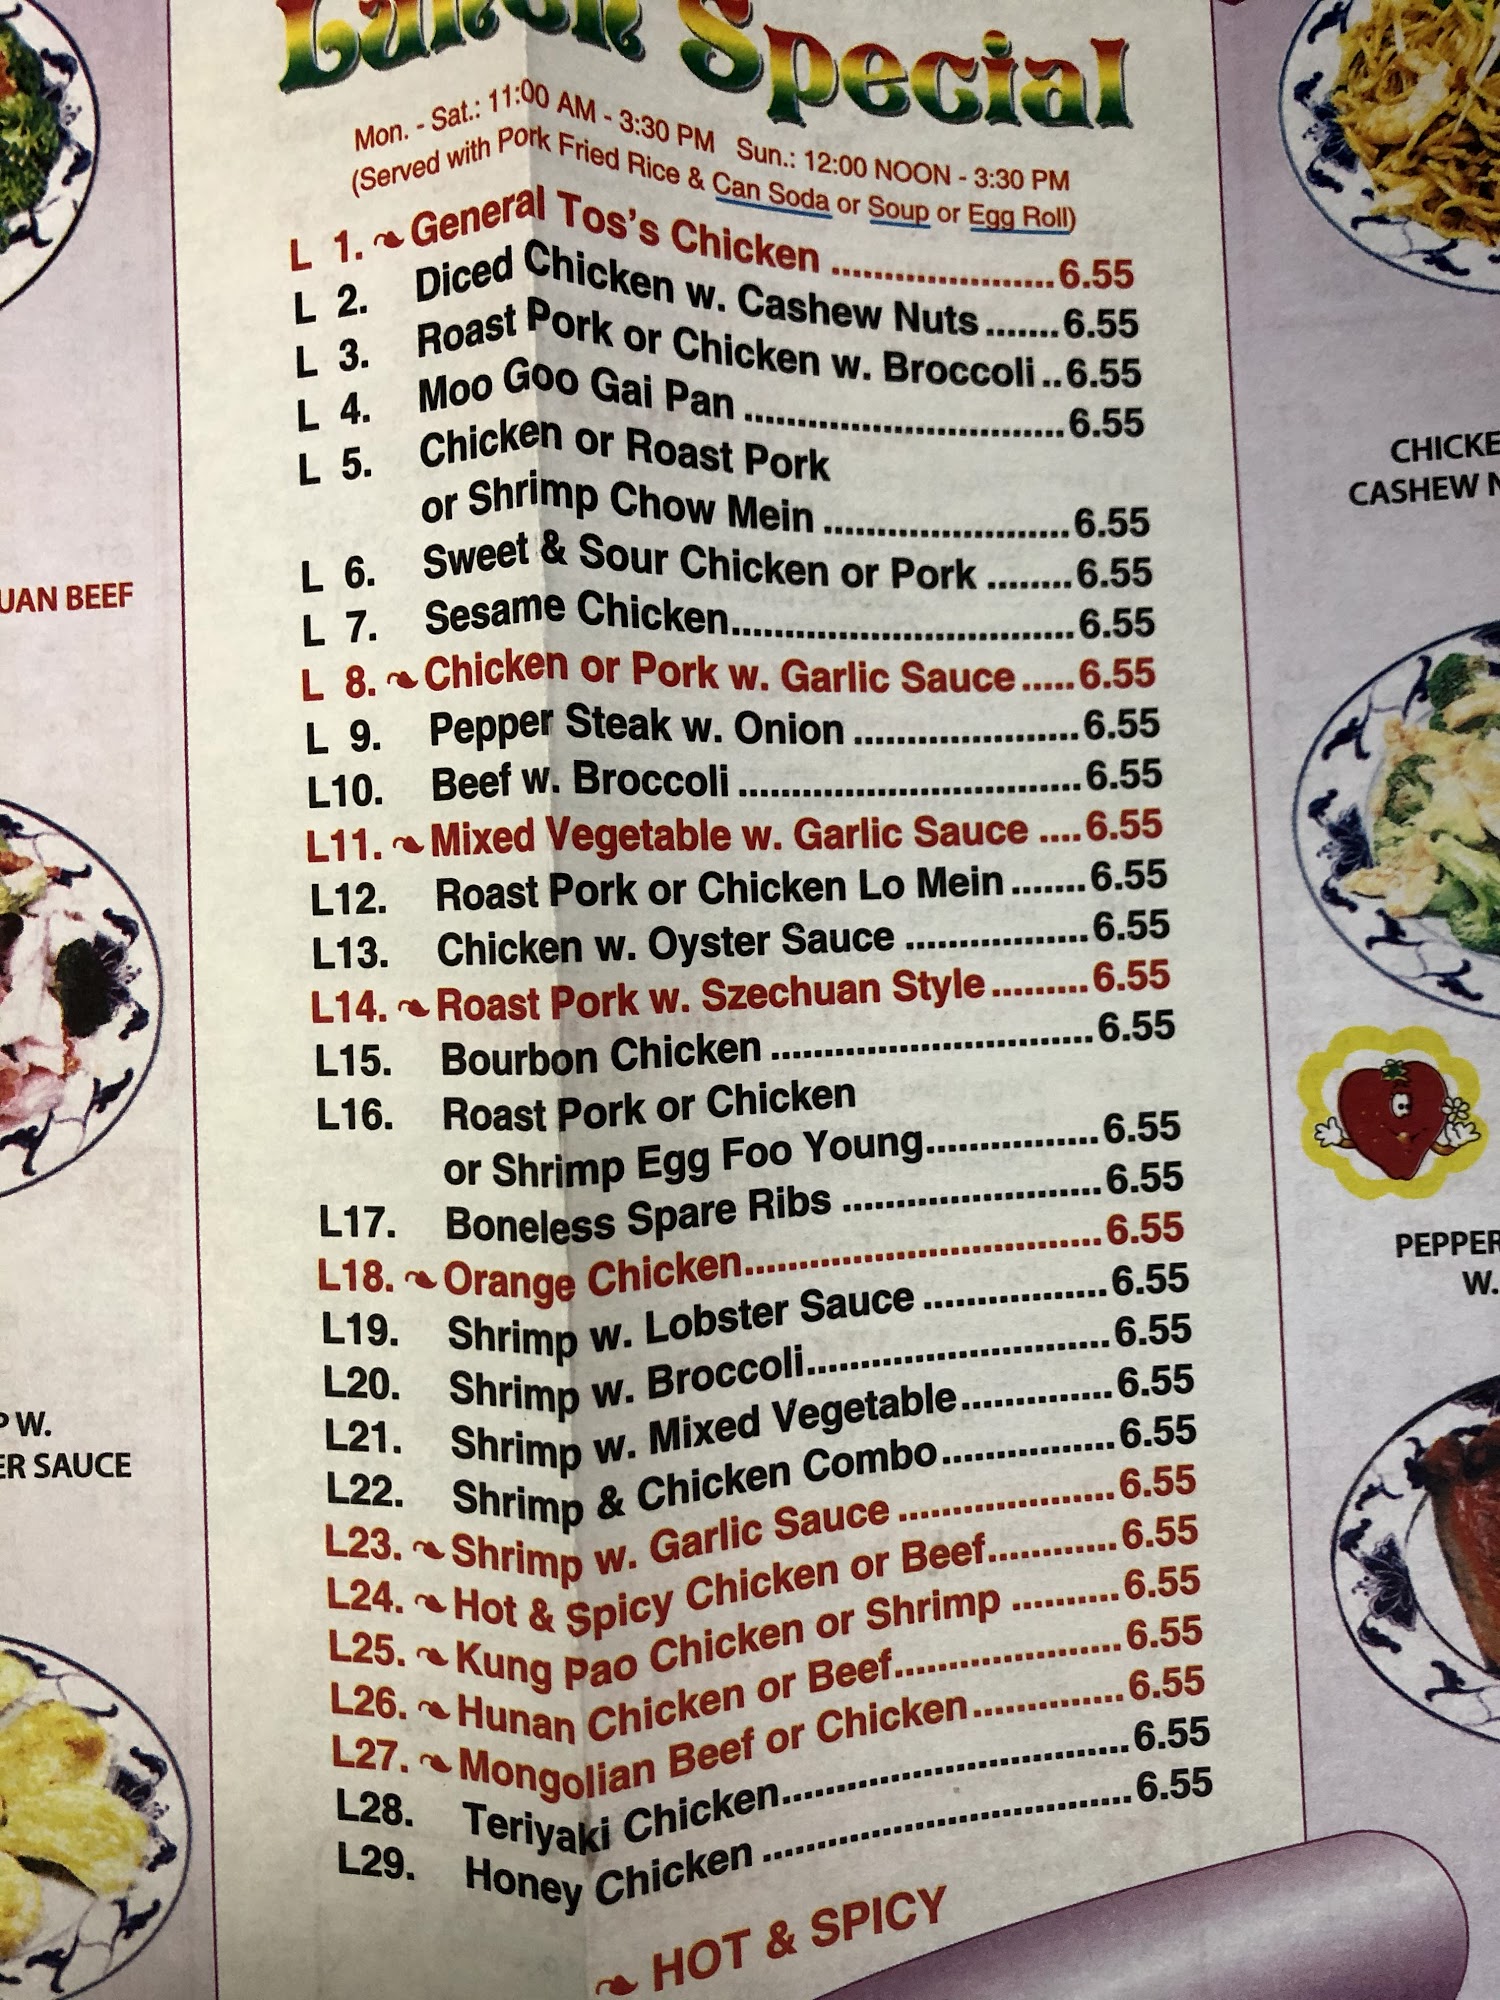 Lunch Special
Mon. - Sat.: 11:00 AM - 3:30 PM Sun.: 12:00 NOON - 3:30 PM
(Served with Pork Fried Rice & Can Soda or Soup or Egg Roll)
L 1. General Tos's Chicken .....................6.55
L 2. Diced Chicken w. Cashew Nuts.......6.55
L 3. Roast Pork or Chicken w. Broccoli..6.55
L 4. Moo Goo Gai Pan ..............................6.55
L 5. Chicken or Roast Pork
or Shrimp Chow Mein .......................6.55
L 6. Sweet & Sour Chicken or Pork ........6.55
L 7. Sesame Chicken................................6.55
L 8. Chicken or Pork w. Garlic Sauce.....6.55
L 9. Pepper Steak w. Onion .....................6.55
L10. Beef w. Broccoli ................................6.55
L11. Mixed Vegetable w. Garlic Sauce ....6.55
L12. Roast Pork or Chicken Lo Mein.......6.55
L13. Chicken w. Oyster Sauce .................6.55
L14. Roast Pork w. Szechuan Style.........6.55
L15. Bourbon Chicken ..............................6.55
L16. Roast Pork or Chicken
or Shrimp Egg Foo Young................6.55
L17. Boneless Spare Ribs ........................6.55
L18. Orange Chicken.................................6.55
L19. Shrimp w. Lobster Sauce .................6.55
L20. Shrimp w. Broccoli............................6.55
L21. Shrimp w. Mixed Vegetable..............6.55
L22. Shrimp & Chicken Combo................6.55
L23. Shrimp w. Garlic Sauce ....................6.55
L24. Hot & Spicy Chicken or Beef............6.55
L25. Kung Pao Chicken or Shrimp ..........6.55
L26. Hunan Chicken or Beef.....................6.55
L27. Mongolian Beef or Chicken..............6.55
L28. Teriyaki Chicken................................6.55
L29. Honey Chicken ..................................6.55
HOT & SPICY
UAN BEEF
W.
ER SAUCE
CHICKE
CASHEW N
PEPPER
W.